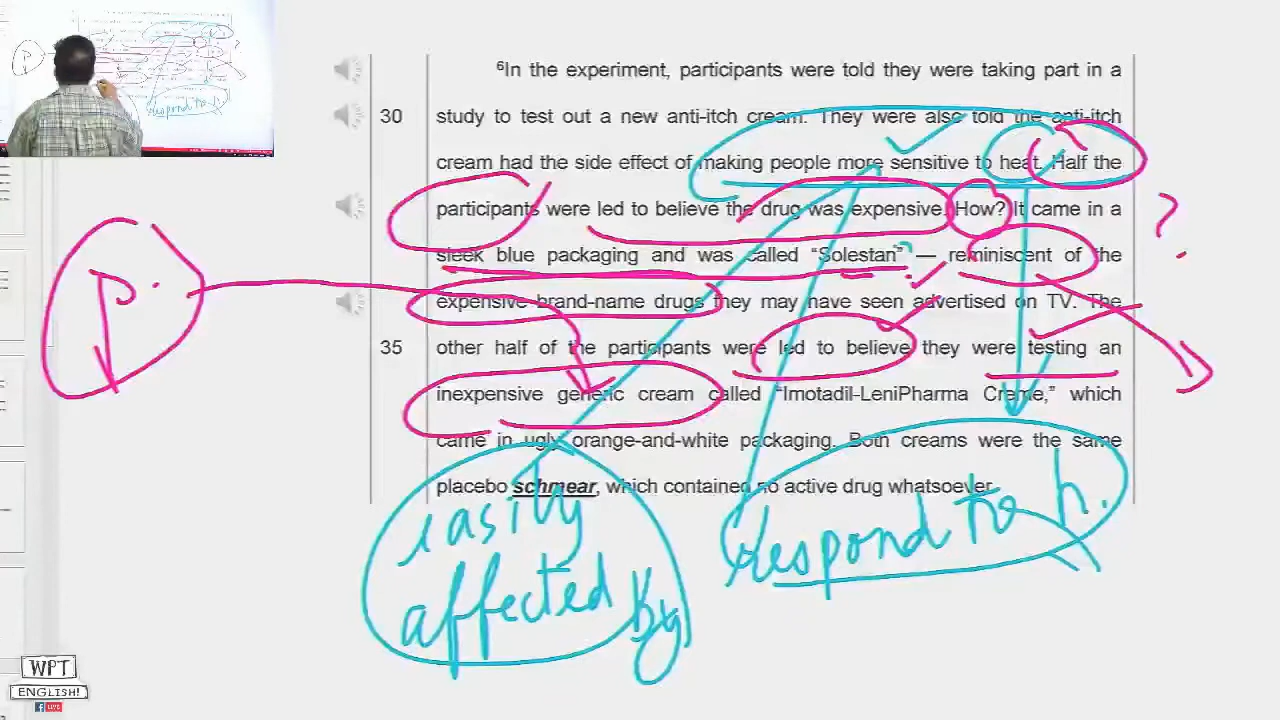 ⁶In the experiment, participants were told they were taking part in a
30 study to test out a new anti-itch cream. They were also told the anti-itch
cream had the side effect of making people more sensitive to heat. Half the
participants were led to believe the drug was expensive. How? It came in a
sleek blue packaging and was called “Solestan” — reminiscent of the
expensive brand-name drugs they may have seen advertised on TV. The
35 other half of the participants were led to believe they were testing an
inexpensive generic cream called “Imotadil-LeniPharma Creme,” which
came in ugly orange-and-white packaging. Both creams were the same
placebo schmear, which contained no active drug whatsoever.
P.
?
easily
affected
by
respond to h.
WPT
ENGLISH!
LIVE